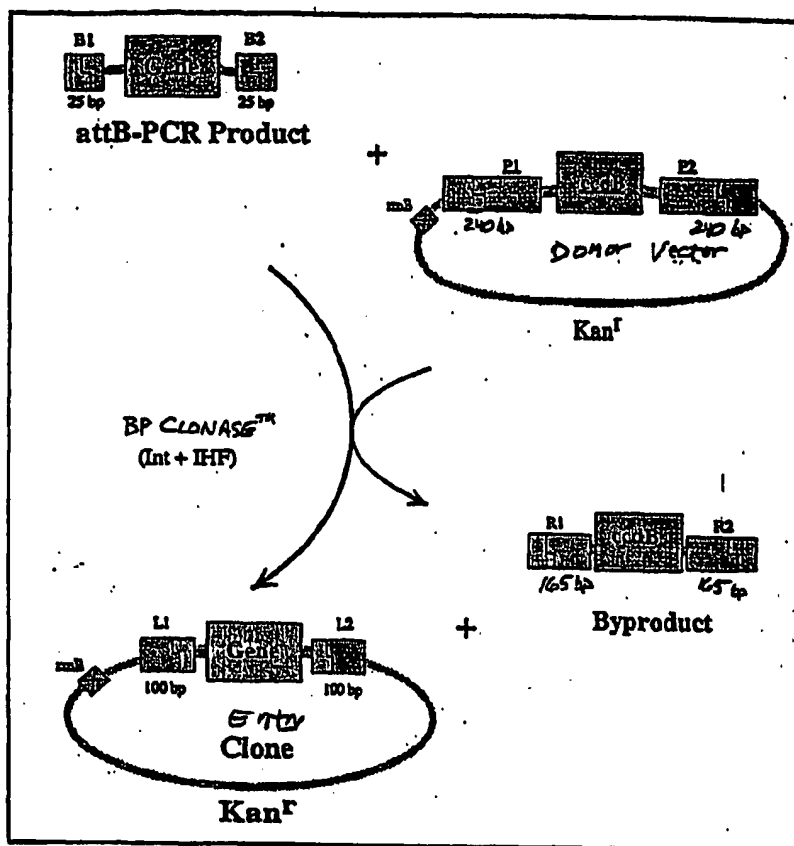 B1 B2
Gene
25 bp 25 bp
attB-PCR Product
+
P1 P2
ccdB
rrnB
240 bp 240 bp
Donor Vector
Kanr
BP CLONASE™
(Int + IHF)
R1 R2
ccdB
165 bp 165 bp
Byproduct
+
L1 L2
Gene
rrnB
100 bp 100 bp
Entry
Clone
Kanr